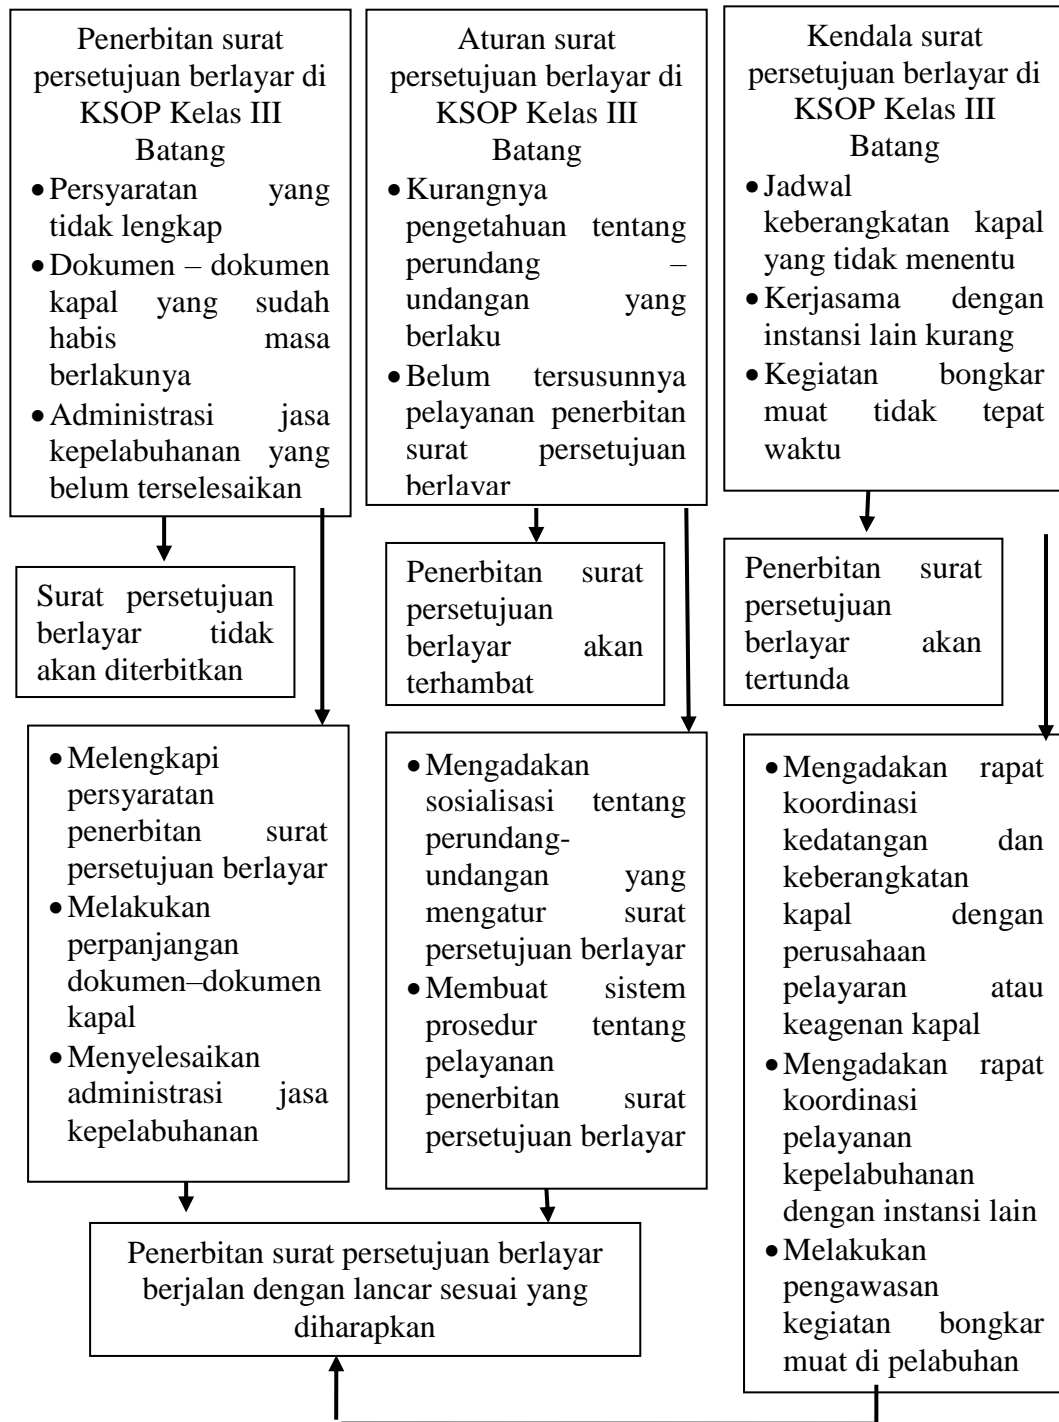 Penerbitan surat
persetujuan berlayar di
KSOP Kelas III
Batang
•Persyaratan yang
tidak lengkap
•Dokumen – dokumen
kapal yang sudah
habis masa
berlakunya
•Administrasi jasa
kepelabuhanan yang
belum terselesaikan
Aturan surat
persetujuan berlayar di
KSOP Kelas III
Batang
•Kurangnya
pengetahuan tentang
perundang –
undangan yang
berlaku
•Belum tersusunnya
pelayanan penerbitan
surat persetujuan
berlayar
Kendala surat
persetujuan berlayar di
KSOP Kelas III
Batang
•Jadwal
keberangkatan kapal
yang tidak menentu
•Kerjasama dengan
instansi lain kurang
•Kegiatan bongkar
muat tidak tepat
waktu
Surat persetujuan
berlayar tidak
akan diterbitkan
Penerbitan surat
persetujuan
berlayar akan
terhambat
Penerbitan surat
persetujuan
berlayar akan
tertunda
•Melengkapi
persyaratan
penerbitan surat
persetujuan berlayar
•Melakukan
perpanjangan
dokumen–dokumen
kapal
•Menyelesaikan
administrasi jasa
kepelabuhanan
•Mengadakan
sosialisasi tentang
perundang-
undangan yang
mengatur surat
persetujuan berlayar
•Membuat sistem
prosedur tentang
pelayanan
penerbitan surat
persetujuan berlayar
•Mengadakan rapat
koordinasi
kedatangan dan
keberangkatan
kapal dengan
perusahaan
pelayaran atau
keagenan kapal
•Mengadakan rapat
koordinasi
pelayanan
kepelabuhanan
dengan instansi lain
•Melakukan
pengawasan
kegiatan bongkar
muat di pelabuhan
Penerbitan surat persetujuan berlayar
berjalan dengan lancar sesuai yang
diharapkan